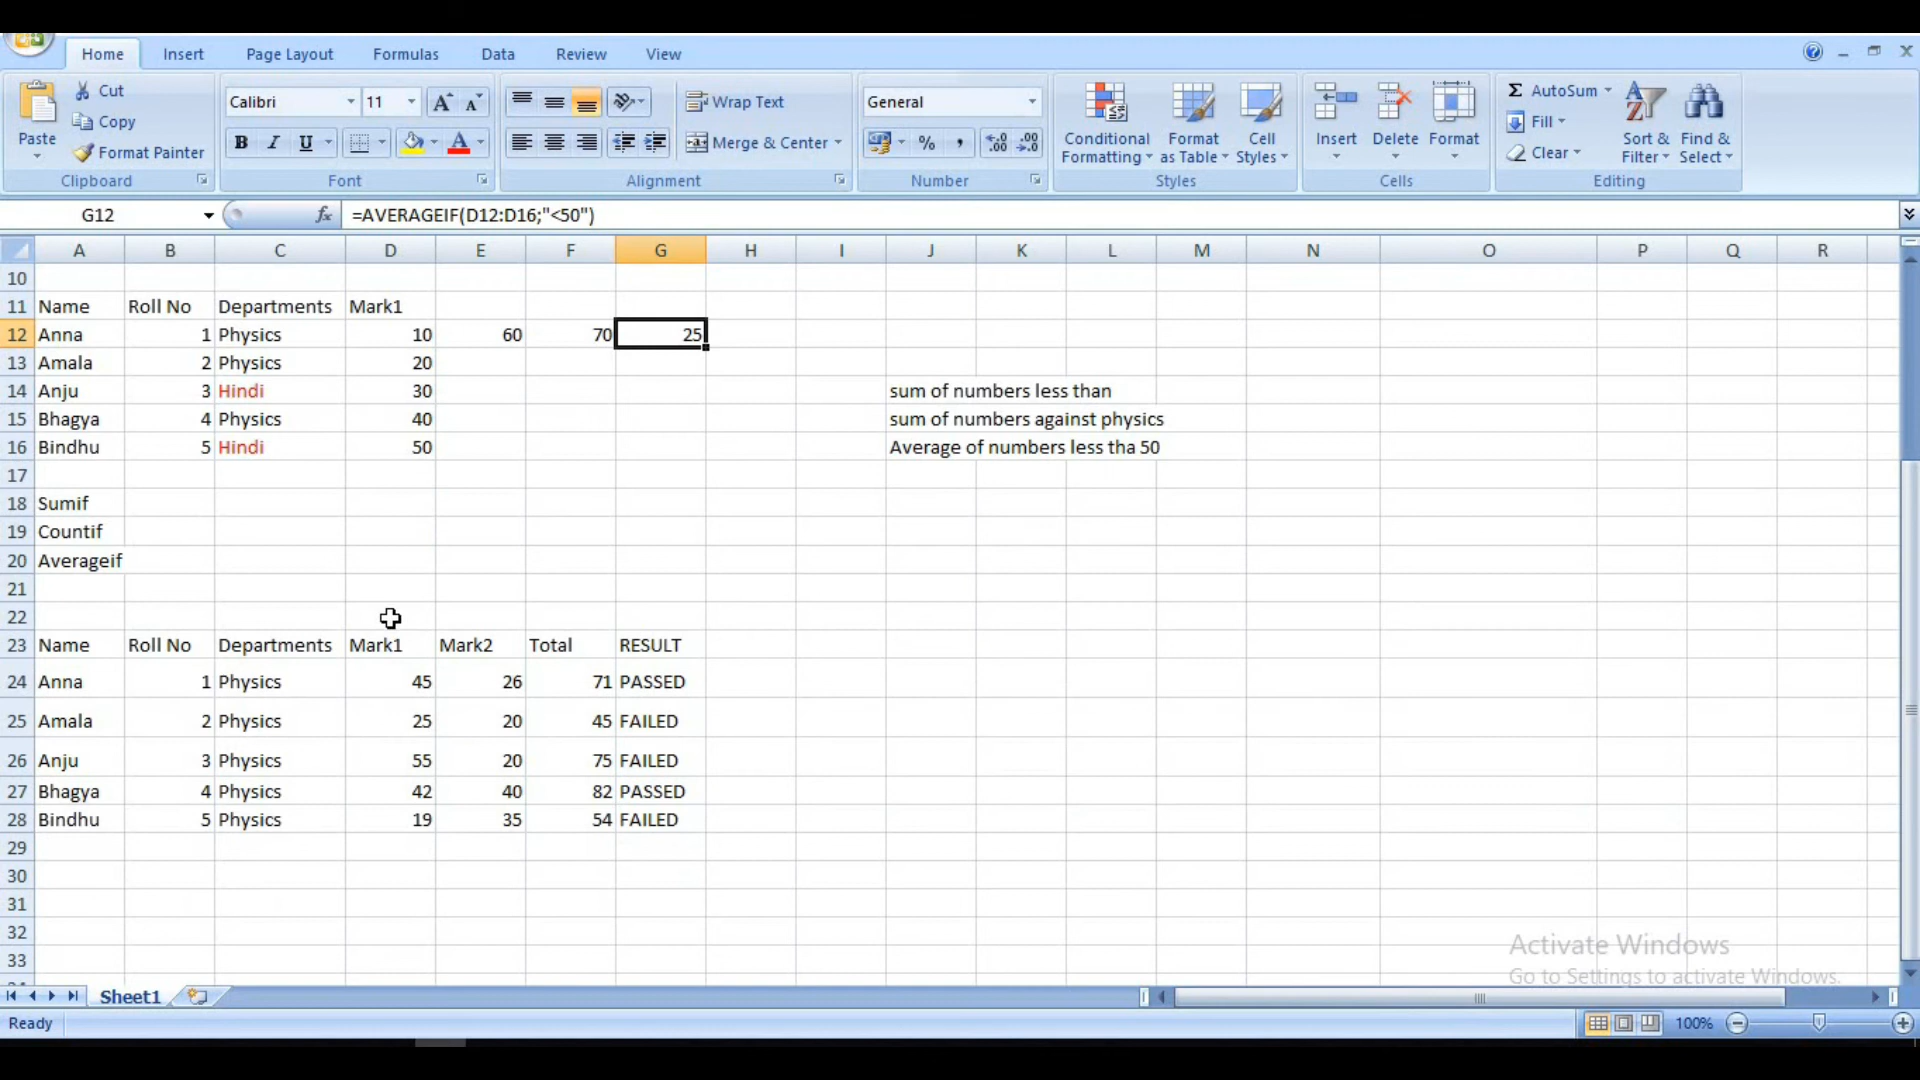 Home Insert Page Layout Formulas Data Review View
Cut
Copy
Format Painter
Paste
Clipboard
Calibri 11
B I U
Font
Wrap Text
Merge & Center
Alignment
General
% ,
Number
Conditional Formatting
Format as Table
Cell Styles
Styles
Insert Delete Format
Cells
Σ AutoSum
Fill
Clear
Sort & Filter
Find & Select
Editing
G12 fx =AVERAGEIF(D12:D16;"<50")
A B C D E F G H I J K L M N O P Q R
10
11 Name Roll No Departments Mark1
12 Anna 1 Physics 10 60 70 25
13 Amala 2 Physics 20
14 Anju 3 Hindi 30 sum of numbers less than
15 Bhagya 4 Physics 40 sum of numbers against physics
16 Bindhu 5 Hindi 50 Average of numbers less tha 50
17
18 Sumif
19 Countif
20 Averageif
21
22
23 Name Roll No Departments Mark1 Mark2 Total RESULT
24 Anna 1 Physics 45 26 71 PASSED
25 Amala 2 Physics 25 20 45 FAILED
26 Anju 3 Physics 55 20 75 FAILED
27 Bhagya 4 Physics 42 40 82 PASSED
28 Bindhu 5 Physics 19 35 54 FAILED
29
30
31
32
33
Activate Windows
Go to Settings to activate Windows.
Sheet1
Ready 100%